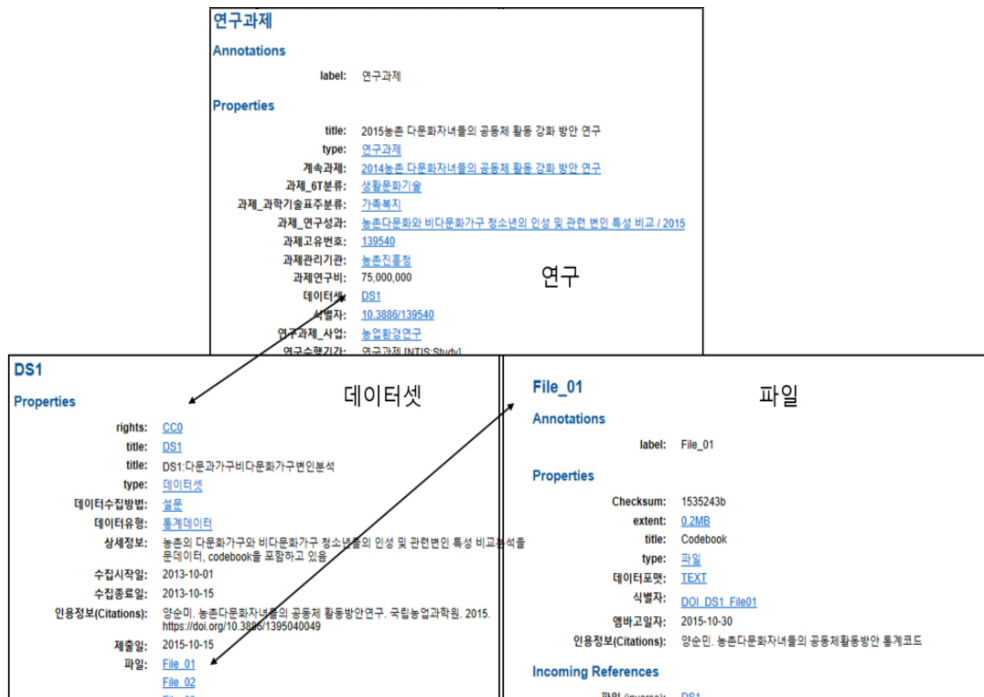 연구과제
Annotations
label: 연구과제
Properties
title: 2015농촌 다문화자녀들의 공동체 활동 강화 방안 연구
type: 연구과제
계속과제: 2014농촌 다문화자녀들의 공동체 활동 강화 방안 연구
과제_6T분류: 생활문화기술
과제_과학기술표주분류: 가족복지
과제_연구성과: 농촌다문화와 비다문화가구 청소년의 인성 및 관련 변인 특성 비교 / 2015
과제고유번호: 139540
과제관리기관: 농촌진흥청
과제연구비: 75,000,000
연구
데이터셋: DS1
식별자: 10.3886/139540
연구과제_사업: 농업환경연구
연구수행기간: 연구과제 [NTIS:Study]
DS1
데이터셋
Properties
rights: CC0
title: DS1
title: DS1:다문과가구비다문화가구변인분석
type: 데이터셋
데이터수집방법: 설문
데이터유형: 통계데이터
상세정보: 농촌의 다문화가구와 비다문화가구 청소년들의 인성 및 관련변인 특성 비교분석을
문데이터, codebook을 포함하고 있음
수집시작일: 2013-10-01
수집종료일: 2013-10-15
인용정보(Citations): 양순미. 농촌다문화자녀들의 공동체 활동방안연구. 국립농업과학원. 2015.
https://doi.org/10.3886/1395040049
제출일: 2015-10-15
파일: File_01
File_02
File_01
파일
Annotations
label: File_01
Properties
Checksum: 1535243b
extent: 0.2MB
title: Codebook
type: 파일
데이터포맷: TEXT
식별자: DOI_DS1_File01
엠바고일자: 2015-10-30
인용정보(Citations): 양순민. 농촌다문화자녀들의 공동체활동방안 통계코드
Incoming References
파일 (inverse): DS1